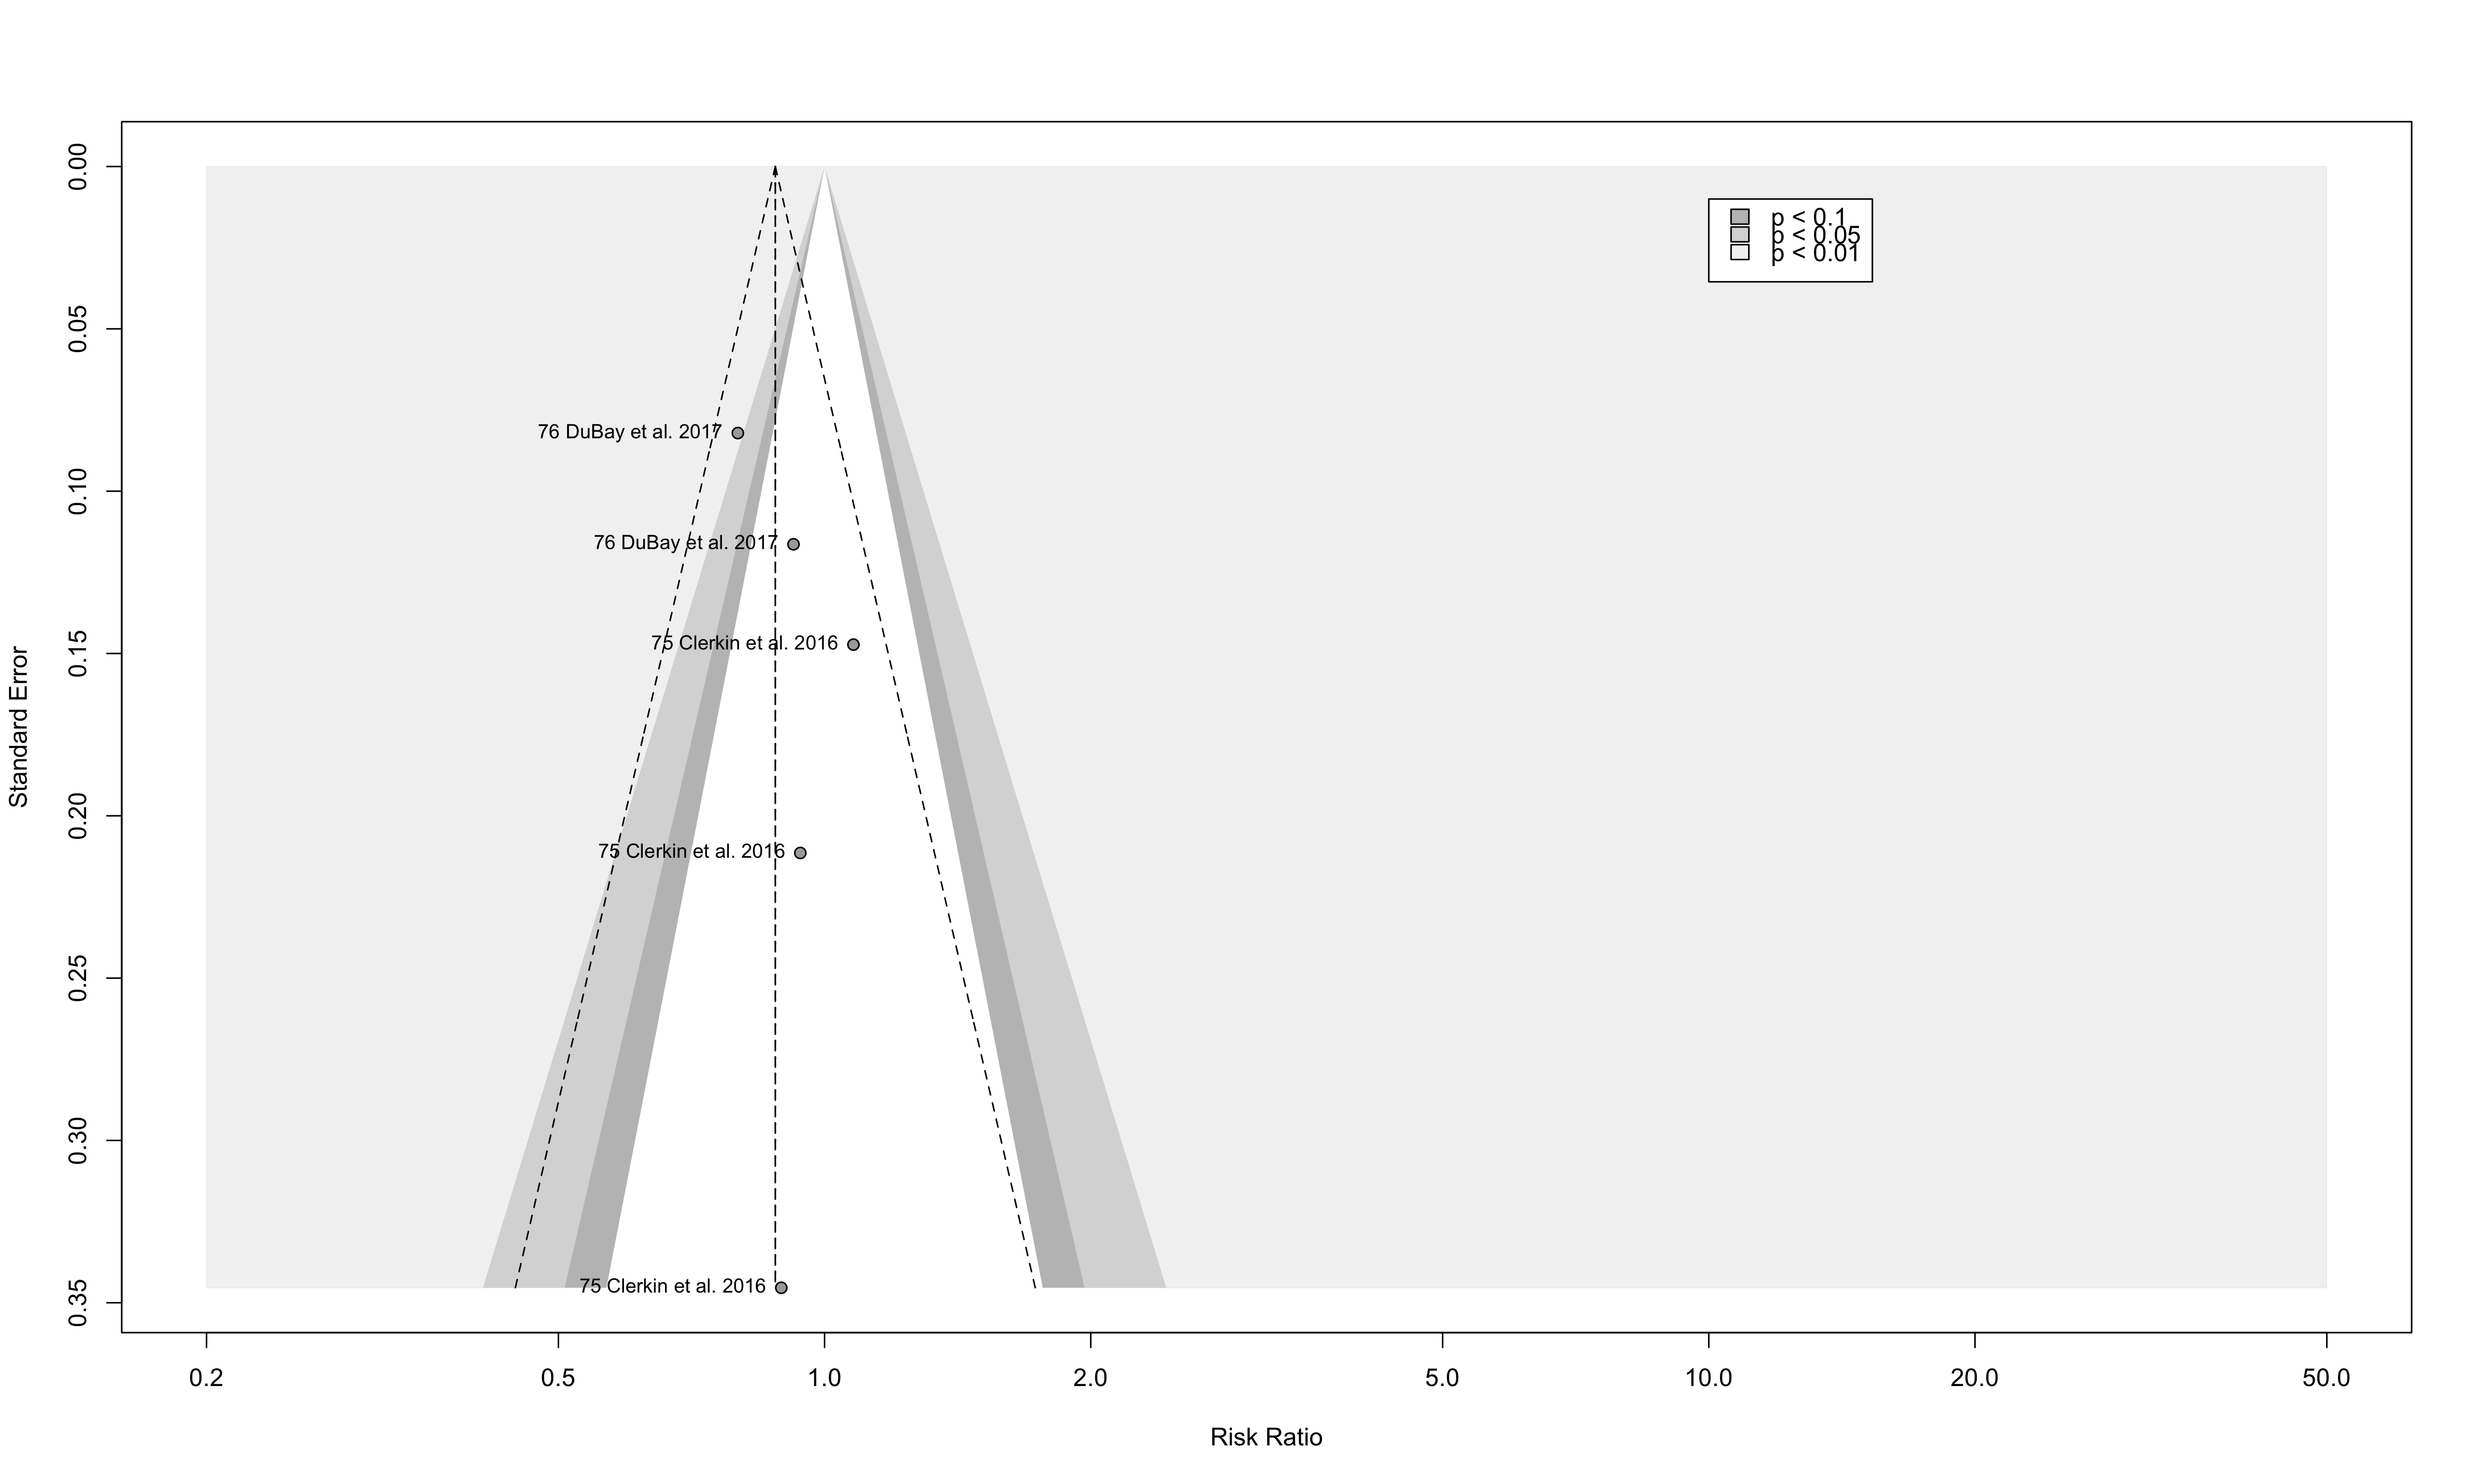 0.00
0.05
0.10
0.15
0.20
0.25
0.30
0.35
Standard Error
p < 0.1
p < 0.05
p < 0.01
76 DuBay et al. 2017
76 DuBay et al. 2017
75 Clerkin et al. 2016
75 Clerkin et al. 2016
75 Clerkin et al. 2016
0.2 0.5 1.0 2.0 5.0 10.0 20.0 50.0
Risk Ratio